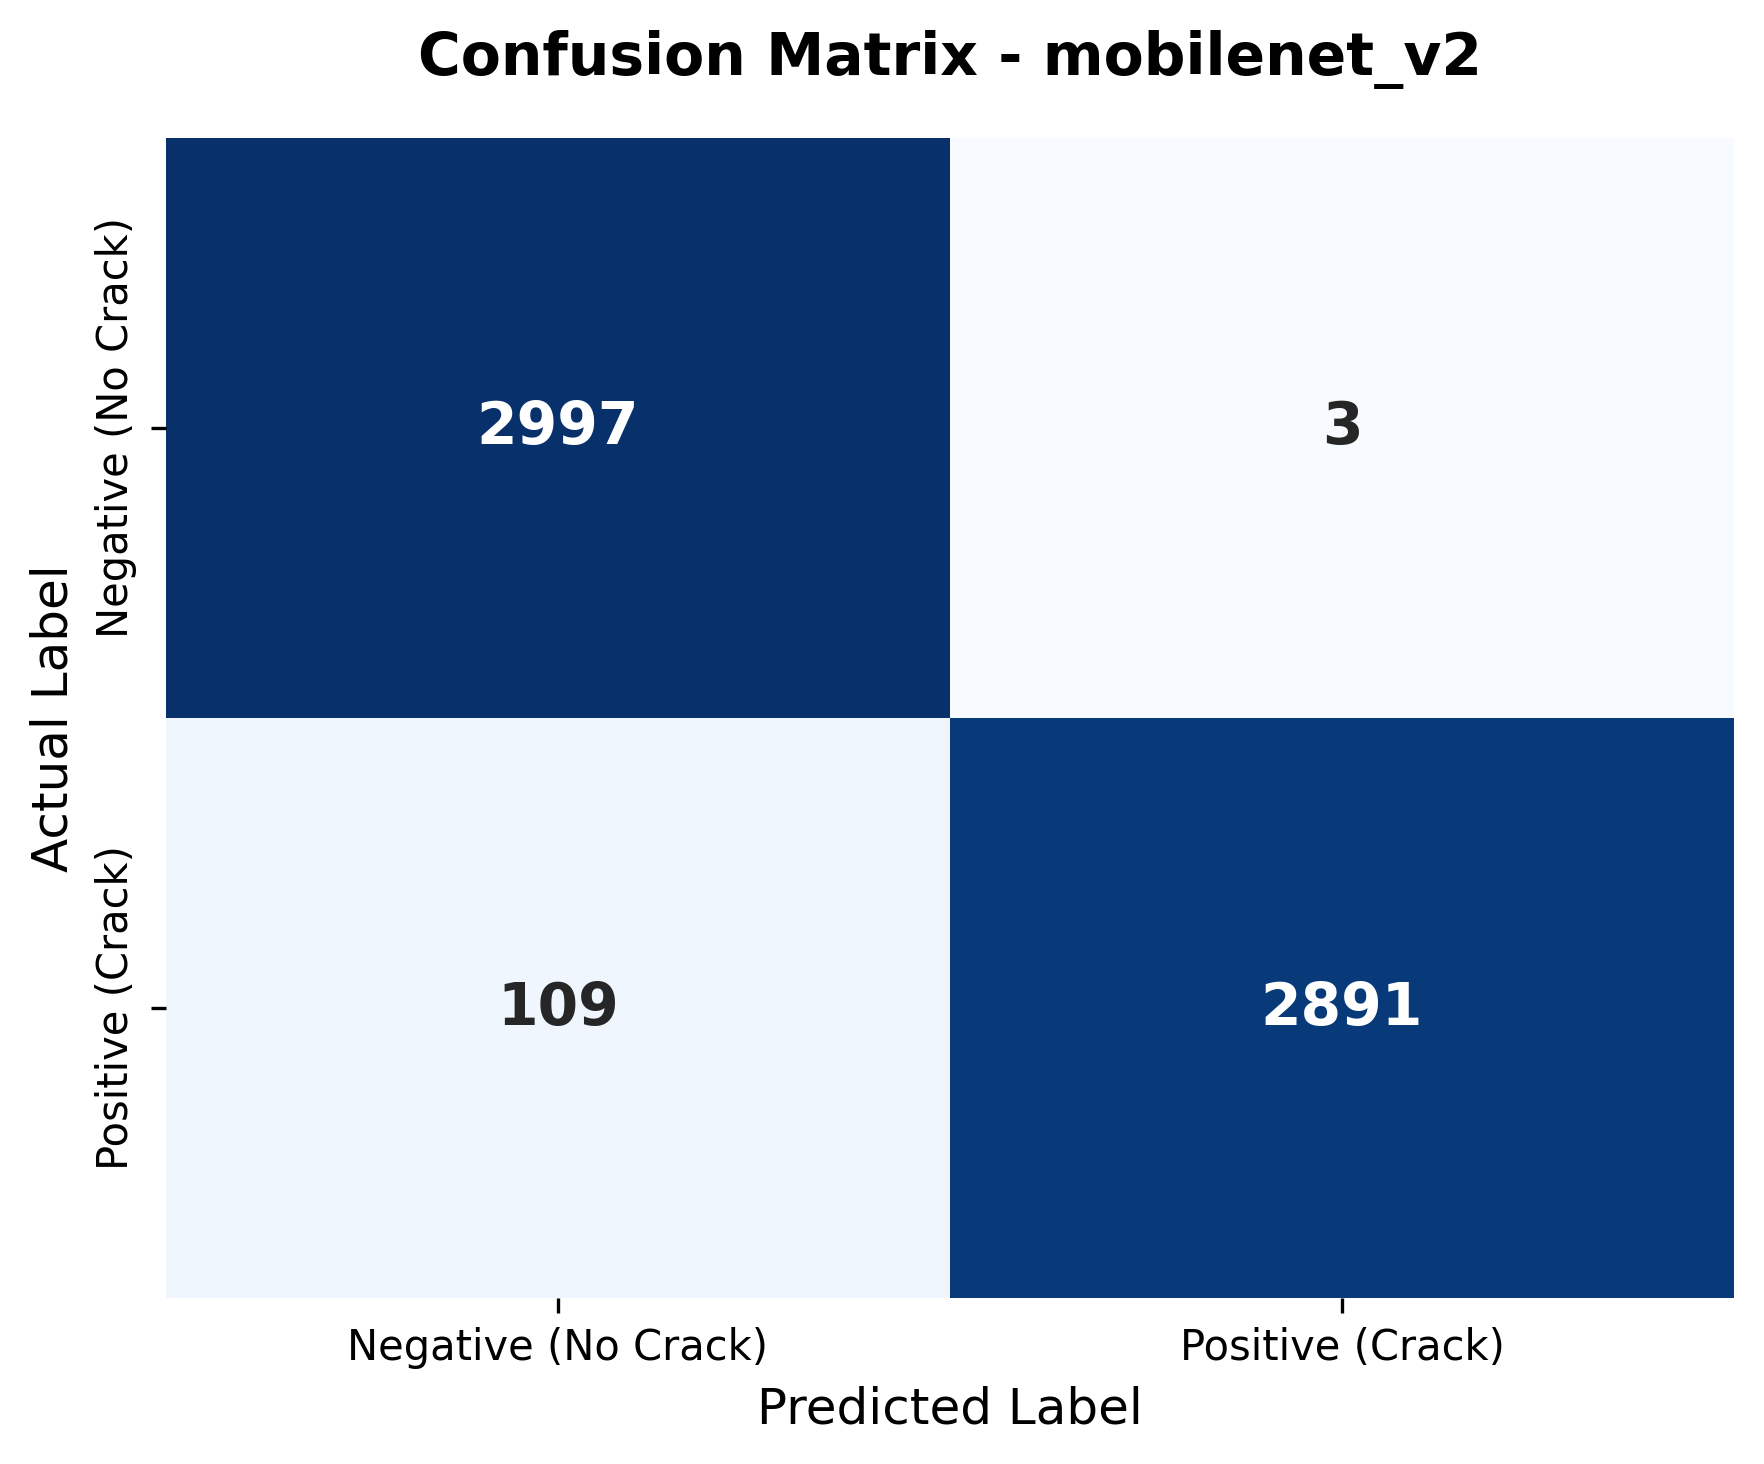 Confusion Matrix - mobilenet_v2
Actual Label
Negative (No Crack)
2997
3
Positive (Crack)
109
2891
Negative (No Crack)
Positive (Crack)
Predicted Label